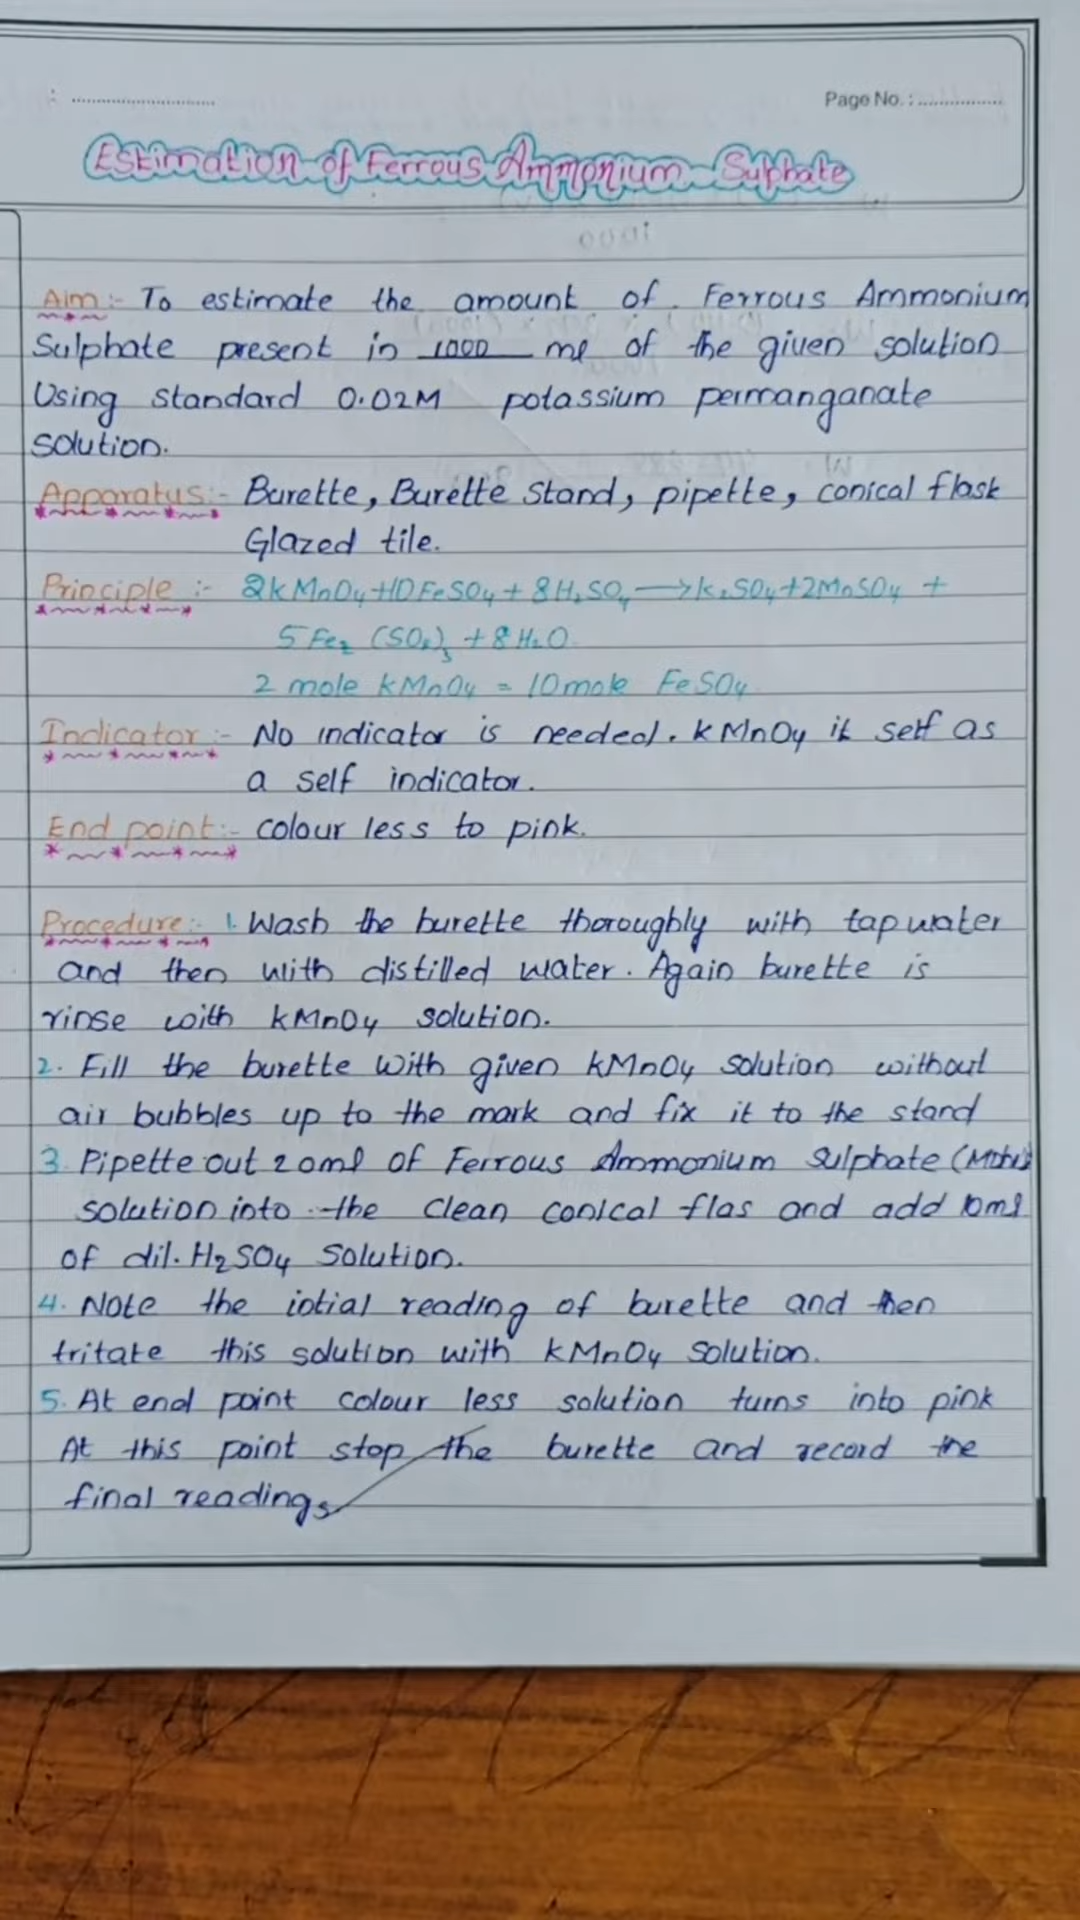 : ..............................
Page No. : ................
Estimation of Ferrous Ammonium Sulphate
Aim :- To estimate the amount of Ferrous Ammonium
Sulphate present in 1000 ml of the given solution
Using standard 0.02M potassium permanganate
solution.
Apparatus:- Burette, Burette Stand, pipette, conical flask
Glazed tile.
Principle :- 2KMnO4+10FeSO4+8H2SO4→K2SO4+2MnSO4 +
5Fe2 (SO4)3 +8H2O
2 mole KMnO4 = 10mole FeSO4
Indicator :- No indicator is needed. KMnO4 it self as
a self indicator.
End point:- colour less to pink.
Procedure:- 1. Wash the burette thoroughly with tap water
and then with distilled water. Again burette is
rinse with KMnO4 solution.
2. Fill the burette with given KMnO4 solution without
air bubbles up to the mark and fix it to the stand
3. Pipette out 20ml of Ferrous Ammonium Sulphate
solution into the clean conical flas and add 10ml
of dil. H2SO4 Solution.
4. Note the intial reading of burette and then
tritate this solution with KMnO4 solution.
5. At end point colour less solution turns into pink
At this point stop the burette and record the
final readings